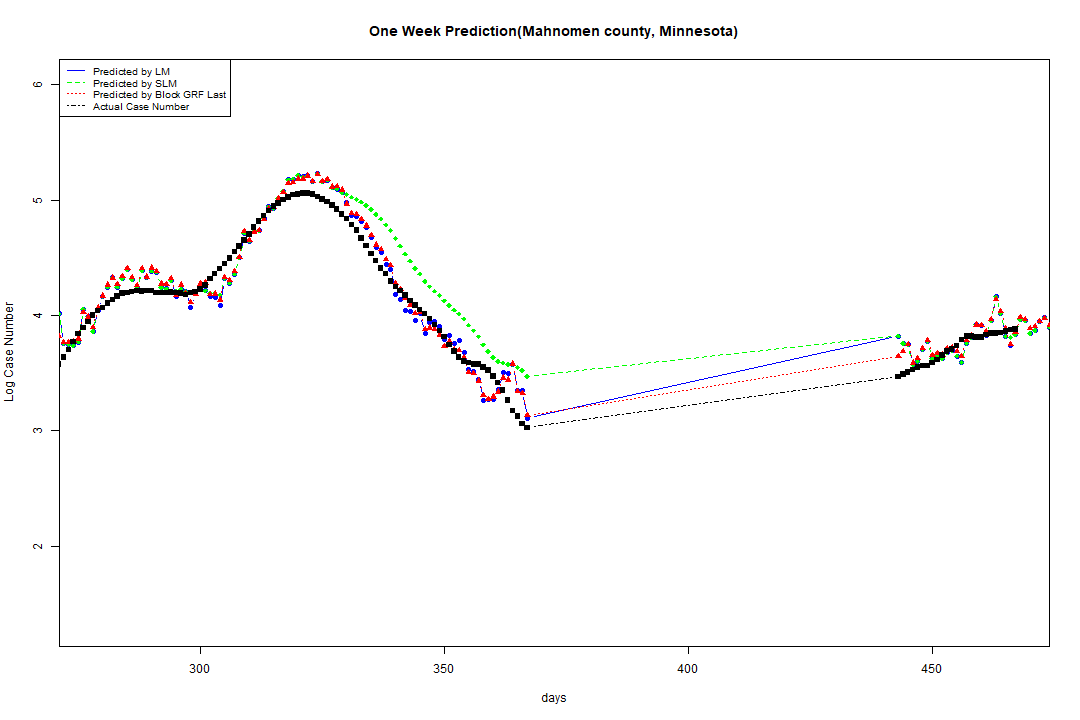 One Week Prediction(Mahnomen county, Minnesota)
Predicted by LM
Predicted by SLM
Predicted by Block GRF Last
Actual Case Number
Log Case Number
6
5
4
3
2
300
350
400
450
days